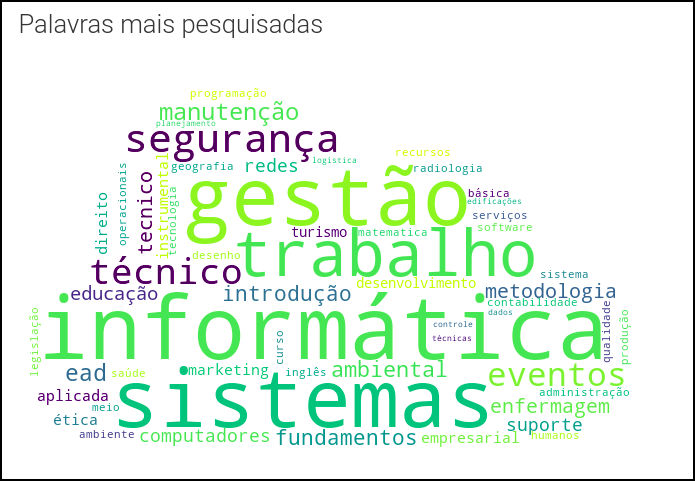 Palavras mais pesquisadas
programação
manutenção
planejamento
segurança
recursos
logistica
geografia
redes
radiologia
gestão
básica
edificações
serviços
software
direito
operacionais
tecnico
instrumental
tecnologia
turismo
matematica
trabalho
desenho
técnico
sistema
desenvolvimento
educação
introdução
metodologia
contabilidade
dados
informática
controle
técnicas
legislação
curso
qualidade
produção
ead
saúde
marketing
inglês
ambiental
eventos
sistemas
aplicada
administração
meio
enfermagem
ética
suporte
ambiente
computadores
fundamentos
empresarial
humanos